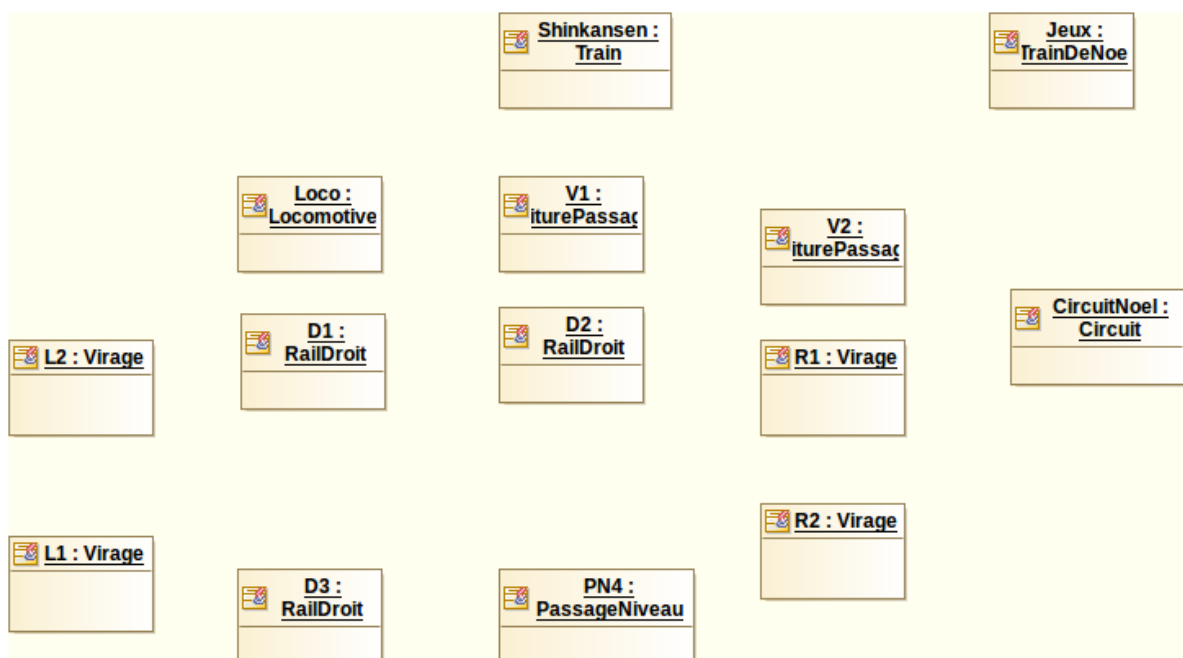 Shinkansen :
Train
Jeux :
TrainDeNoe
Loco :
Locomotive
V1 :
iturePassag
V2 :
iturePassag
CircuitNoel :
Circuit
D1 :
RailDroit
D2 :
RailDroit
L2 : Virage
R1 : Virage
R2 : Virage
L1 : Virage
D3 :
RailDroit
PN4 :
PassageNiveau